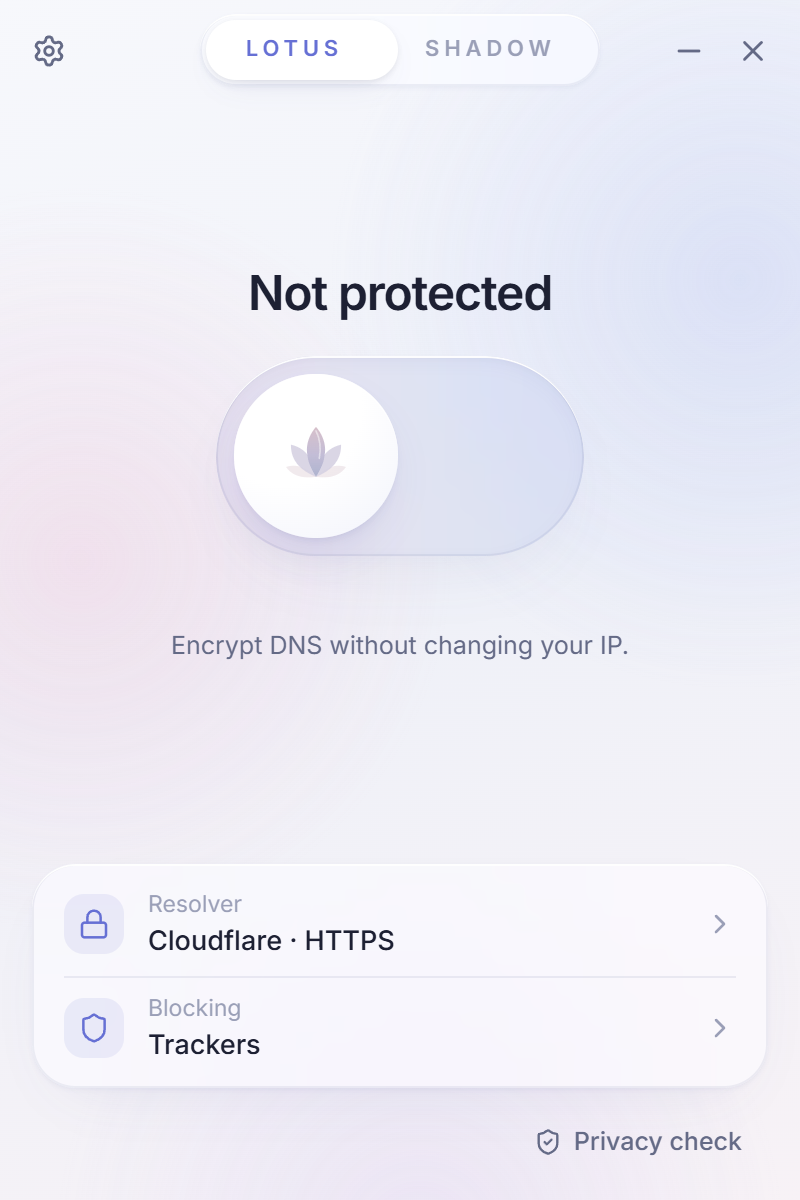 LOTUS SHADOW
Not protected
Encrypt DNS without changing your IP.
Resolver
Cloudflare · HTTPS
Blocking
Trackers
Privacy check